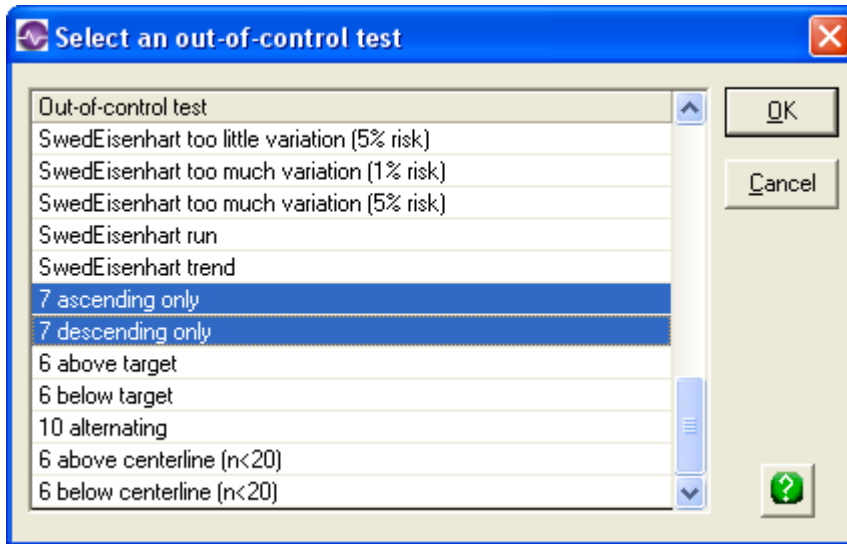 Select an out-of-control test
Out-of-control test
SwedEisenhart too little variation (5% risk)
SwedEisenhart too much variation (1% risk)
SwedEisenhart too much variation (5% risk)
SwedEisenhart run
SwedEisenhart trend
7 ascending only
7 descending only
6 above target
6 below target
10 alternating
6 above centerline (n<20)
6 below centerline (n<20)
OK
Cancel
?